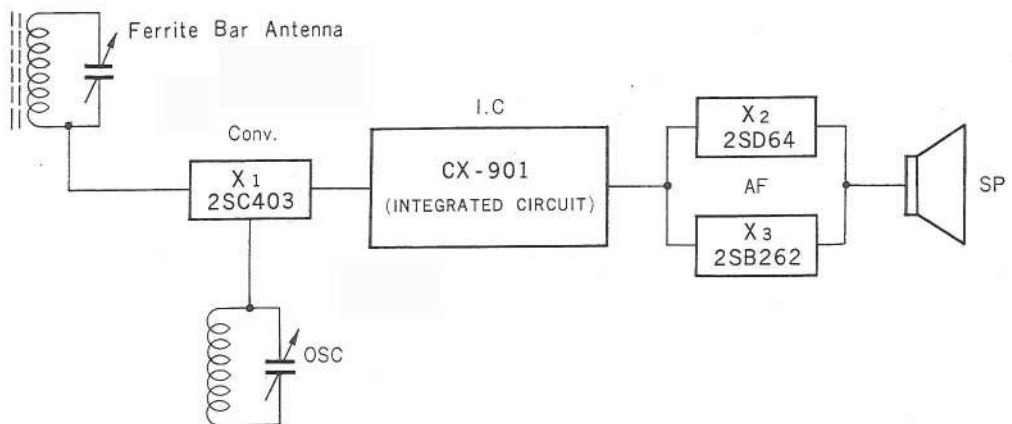 Ferrite Bar Antenna
Conv.
X1
2SC403
OSC
I.C
CX-901
(INTEGRATED CIRCUIT)
X2
2SD64
AF
X3
2SB262
SP